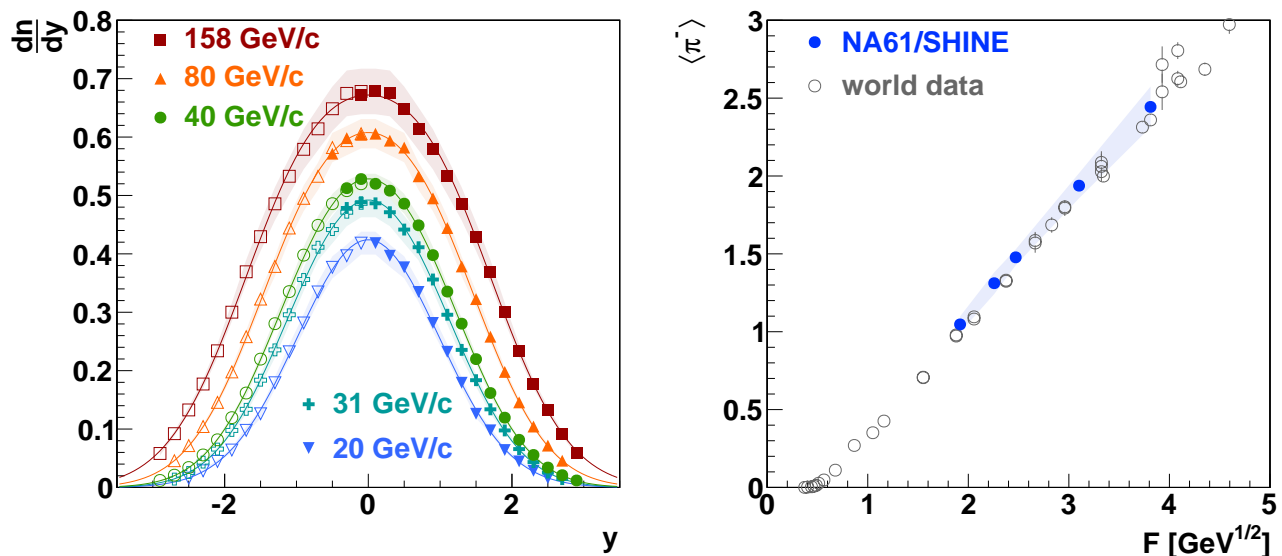 dn
dy
0.8
0.7
0.6
0.5
0.4
0.3
0.2
0.1
0
158 GeV/c
80 GeV/c
40 GeV/c
31 GeV/c
20 GeV/c
-2 0 2
y
⟨π⁻⟩
3
2.5
2
1.5
1
0.5
0
NA61/SHINE
world data
0 1 2 3 4 5
F [GeV^{1/2}]